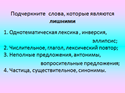 Подчеркните слова, которые являются
лишними
1. Однотематическая лексика , инверсия,
эллипсис;
2. Числительное, глагол, лексический повтор;
3. Неполные предложения, антонимы,
вопросительные предложения;
4. Частица, существительное, синонимы.